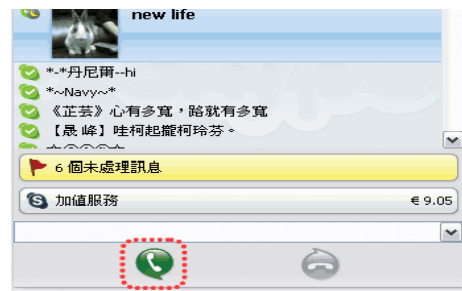 new life
*-*丹尼爾--hi
*~Navy~*
《正芸》心有多寬，路就有多寬
【晟 峰】哇柯起龍柯玲芬。
6 個未處理訊息
加值服務 € 9.05